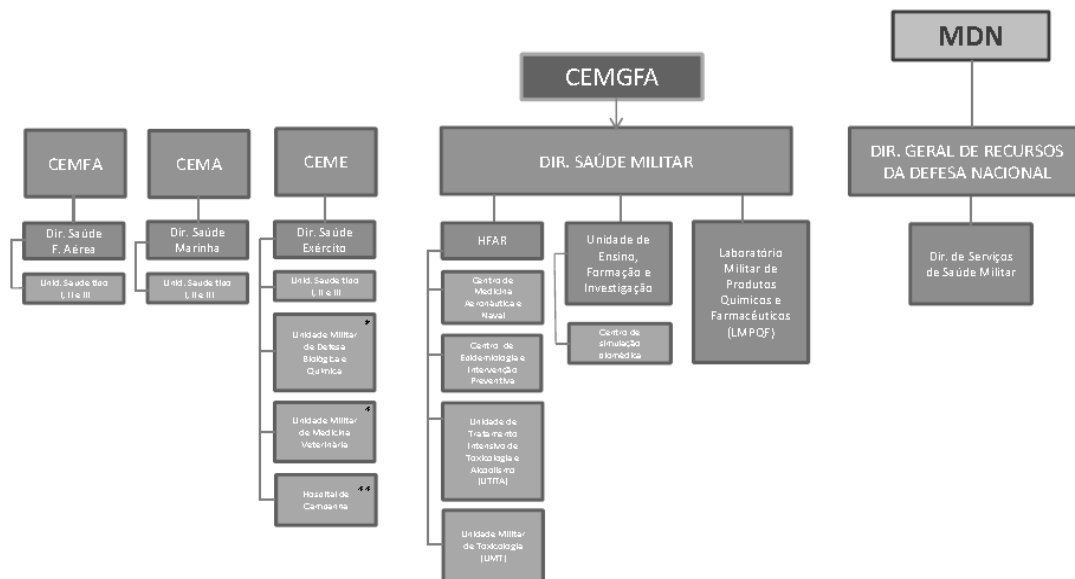 MDN
CEMGFA
CEMFA
CEMA
CEME
DIR. SAÚDE MILITAR
DIR. GERAL DE RECURSOS
DA DEFESA NACIONAL
Dir. Saúde
F. Aérea
Unid. Saude tipo
I, II e III
Dir. Saúde
Marinha
Unid. Saude tipo
I, II e III
Dir. Saúde
Exército
Unid. Saude tipo
I, II e III
Unidade Militar *
de Defesa
Biológica e
Química
Unidade Militar
de Medicina
Veterinária
Hospital de **
Campanha
HFAR
Centro de
Medicina
Aeronáutica e
Naval
Centro de
Epidemiologia e
Intervenção
Preventiva
Unidade de
Tratamento
Intensivo de
Toxicologia e
Alcoolismo
(UTITA)
Unidade Militar
de Toxicologia
(UMT)
Unidade de
Ensino,
Formação e
Investigação
Centro de
simulação
biomédica
Laboratório
Militar de
Produtos
Químicos e
Farmacéuticos
(LMPQF)
Dir. de Serviços
de Saúde Militar